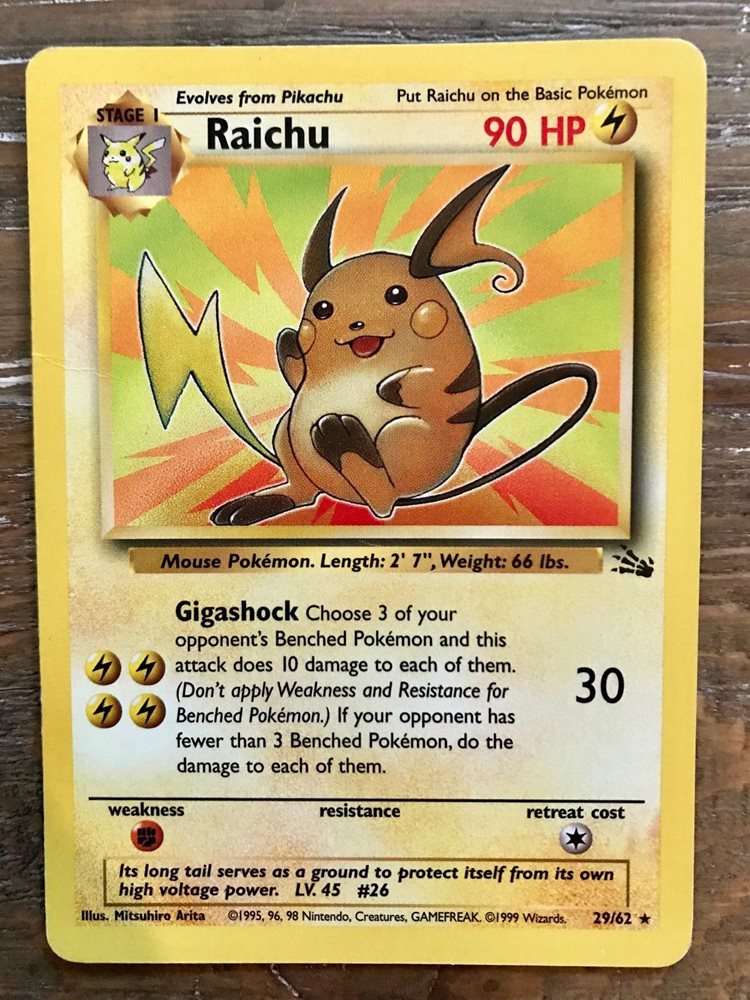 Evolves from Pikachu Put Raichu on the Basic Pokémon
STAGE 1
Raichu 90 HP
Mouse Pokémon. Length: 2' 7", Weight: 66 lbs.
Gigashock Choose 3 of your
opponent's Benched Pokémon and this
attack does 10 damage to each of them.
(Don't apply Weakness and Resistance for
Benched Pokémon.) If your opponent has
fewer than 3 Benched Pokémon, do the
damage to each of them.
30
weakness resistance retreat cost
Its long tail serves as a ground to protect itself from its own
high voltage power. LV. 45 #26
Illus. Mitsuhiro Arita ©1995, 96, 98 Nintendo, Creatures, GAMEFREAK. ©1999 Wizards. 29/62 ★